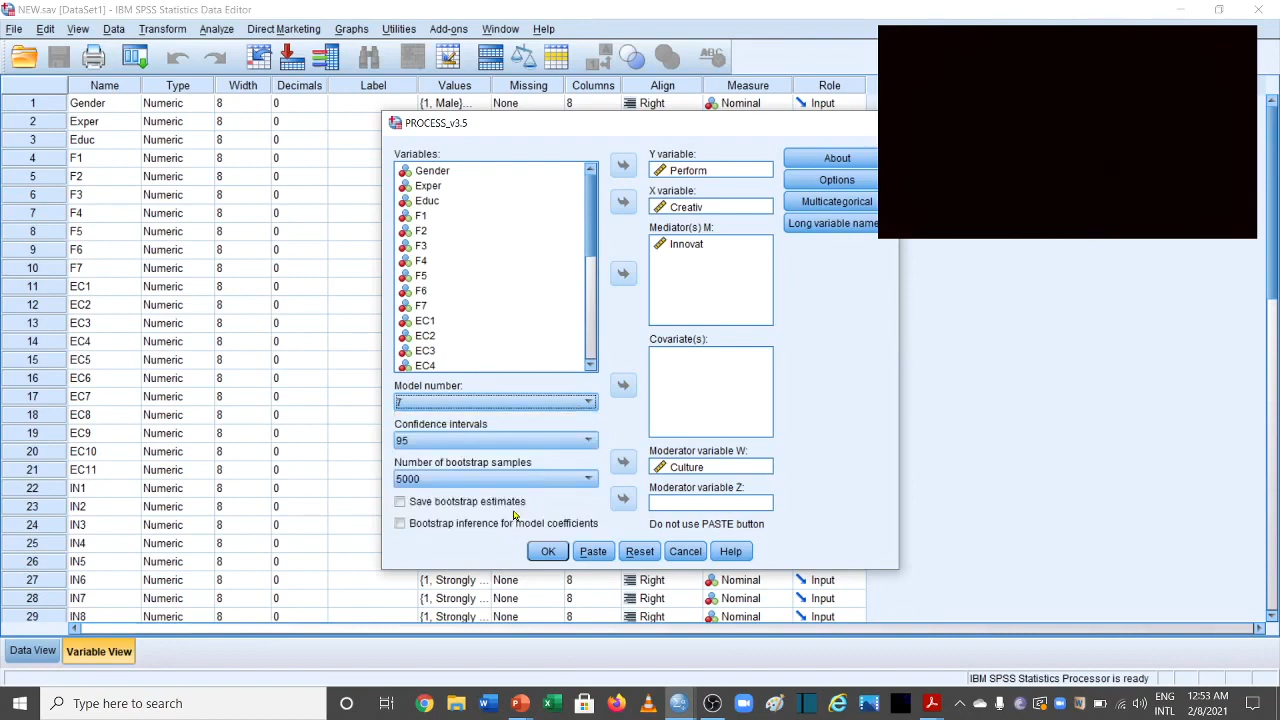 NEW.sav [DataSet1] - IBM SPSS Statistics Data Editor
File Edit View Data Transform Analyze Direct Marketing Graphs Utilities Add-ons Window Help
Name Type Width Decimals Label Values Missing Columns Align Measure Role
1 Gender Numeric 8 0 {1, Male}... None 8 Right Nominal Input
2 Exper Numeric 8 0
3 Educ Numeric 8 0
4 F1 Numeric 8 0
5 F2 Numeric 8 0
6 F3 Numeric 8 0
7 F4 Numeric 8 0
8 F5 Numeric 8 0
9 F6 Numeric 8 0
10 F7 Numeric 8 0
11 EC1 Numeric 8 0
12 EC2 Numeric 8 0
13 EC3 Numeric 8 0
14 EC4 Numeric 8 0
15 EC5 Numeric 8 0
16 EC6 Numeric 8 0
17 EC7 Numeric 8 0
18 EC8 Numeric 8 0
19 EC9 Numeric 8 0
20 EC10 Numeric 8 0
21 EC11 Numeric 8 0
22 IN1 Numeric 8 0
23 IN2 Numeric 8 0
24 IN3 Numeric 8 0
25 IN4 Numeric 8 0
26 IN5 Numeric 8 0
27 IN6 Numeric 8 0 {1, Strongly ... None 8 Right Nominal Input
28 IN7 Numeric 8 0 {1, Strongly ... None 8 Right Nominal Input
29 IN8 Numeric 8 0 {1, Strongly ... None 8 Right Nominal Input
PROCESS_v3.5
Variables:
Gender
Exper
Educ
F1
F2
F3
F4
F5
F6
F7
EC1
EC2
EC3
EC4
Model number:
7
Confidence intervals
95
Number of bootstrap samples
5000
Save bootstrap estimates
Bootstrap inference for model coefficients
Y variable:
Perform
X variable:
Creativ
Mediator(s) M:
Innovat
Covariate(s):
Moderator variable W:
Culture
Moderator variable Z:
Do not use PASTE button
About
Options
Multicategorical
Long variable name
OK Paste Reset Cancel Help
Data View Variable View
IBM SPSS Statistics Processor is ready
Type here to search
ENG
INTL
12:53 AM
2/8/2021